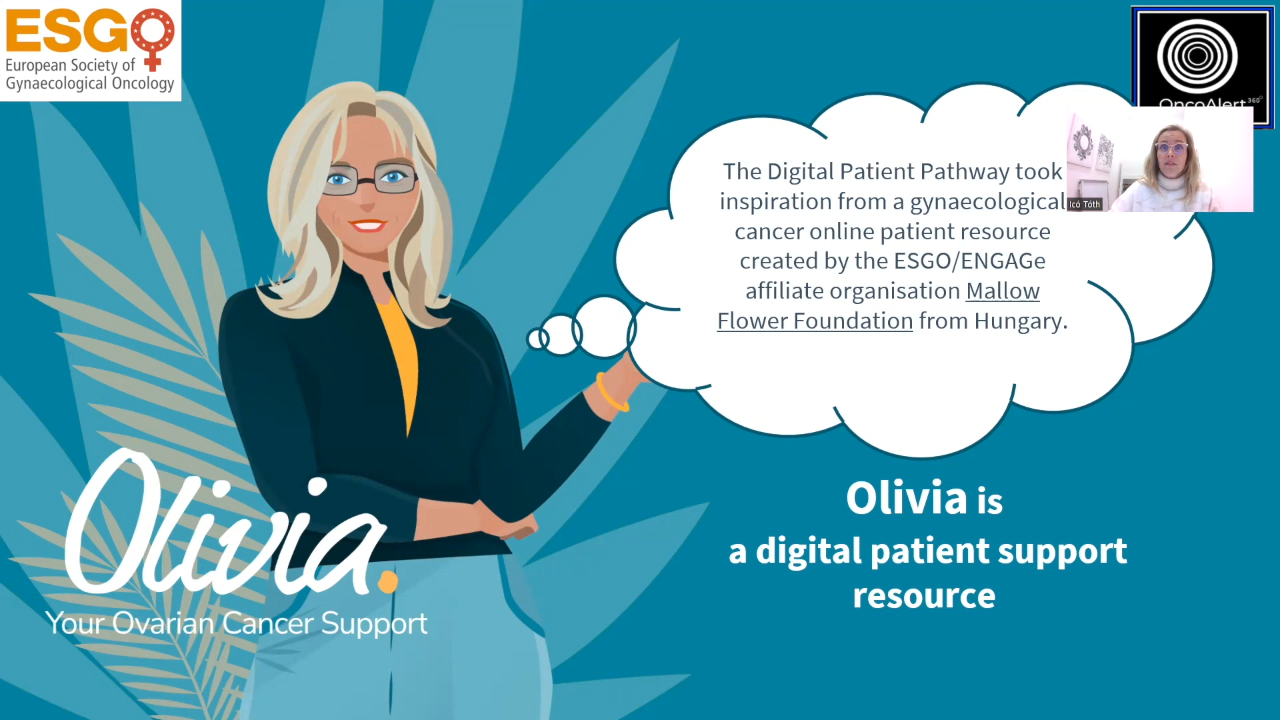 ESGO
European Society of
Gynaecological Oncology
OncoAlert 360°
Icó Tóth
The Digital Patient Pathway took
inspiration from a gynaecological
cancer online patient resource
created by the ESGO/ENGAGe
affiliate organisation Mallow
Flower Foundation from Hungary.
Olivia.
Your Ovarian Cancer Support
Olivia is
a digital patient support
resource